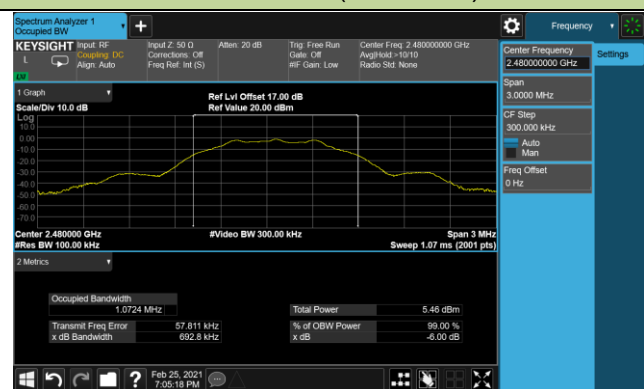 Spectrum Analyzer 1
Occupied BW
+
Frequency
KEYSIGHT
L
Input: RF
Coupling: DC
Align: Auto
Input Z: 50 Ω
Corrections: Off
Freq Ref: Int (S)
Atten: 20 dB
Trig: Free Run
Gate: Off
#IF Gain: Low
Center Freq: 2.480000000 GHz
Avg|Hold:>10/10
Radio Std: None
Center Frequency
2.480000000 GHz
Settings
Span
3.0000 MHz
CF Step
300.000 kHz
Auto
Man
Freq Offset
0 Hz
1 Graph
Scale/Div 10.0 dB
Ref Lvl Offset 17.00 dB
Ref Value 20.00 dBm
Log
10.0
0.00
-10.0
-20.0
-30.0
-40.0
-50.0
-60.0
-70.0
Center 2.480000 GHz
#Res BW 100.00 kHz
#Video BW 300.00 kHz
Span 3 MHz
Sweep 1.07 ms (2001 pts)
2 Metrics
Occupied Bandwidth
1.0724 MHz
Total Power 5.46 dBm
Transmit Freq Error 57.811 kHz
% of OBW Power 99.00 %
x dB Bandwidth 692.8 kHz
x dB -6.00 dB
?
Feb 25, 2021
7:05:18 PM